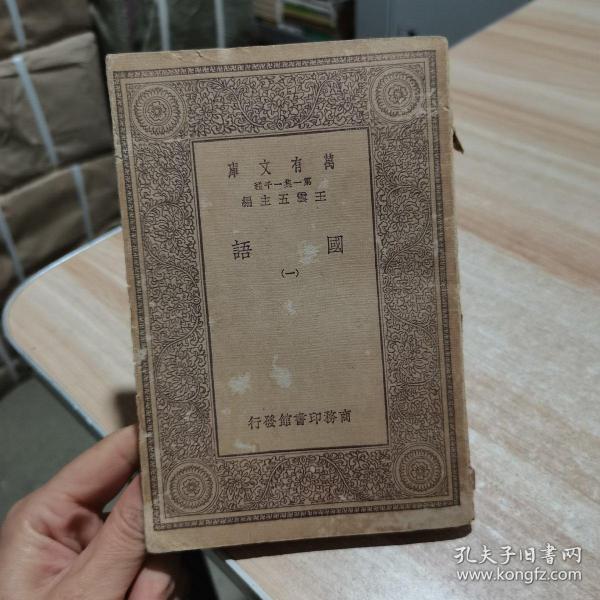 萬有文庫
第一集一千種
王雲五主編
國語
(一)
商務印書館發行
孔夫子旧书网
www.kongfz.com